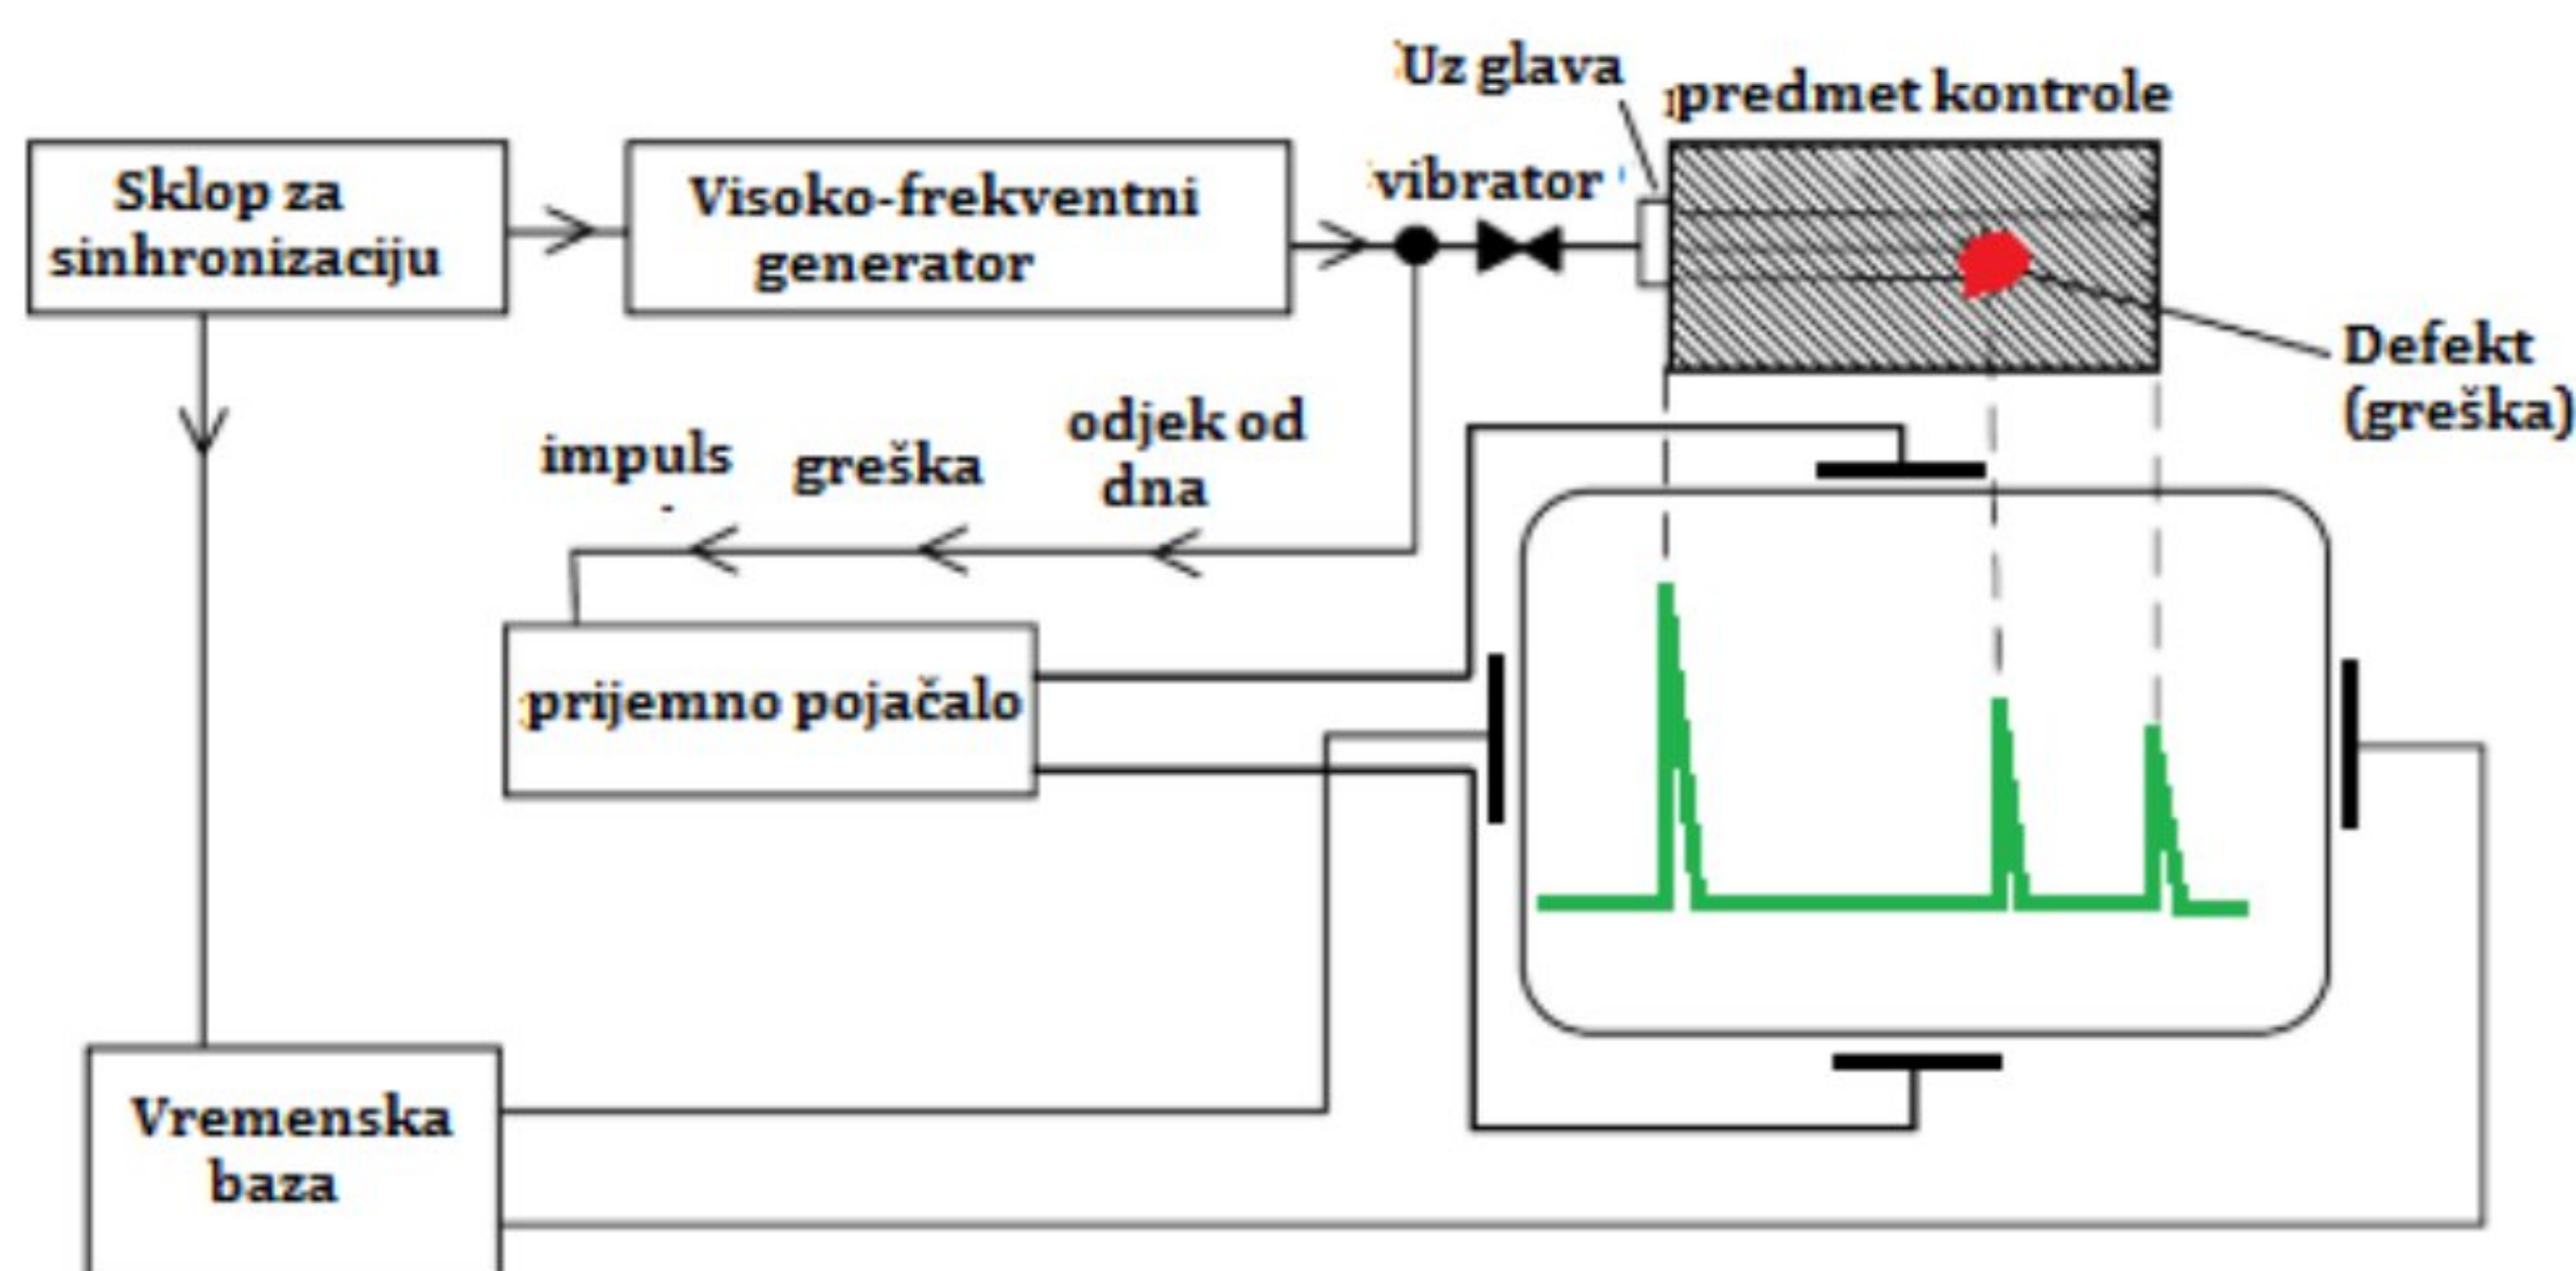 Uz glava
predmet kontrole
vibrator
Sklop za
sinhronizaciju
Visoko-frekventni
generator
Defekt
(greška)
impuls
greška
odjek od
dna
prijemno pojačalo
Vremenska
baza